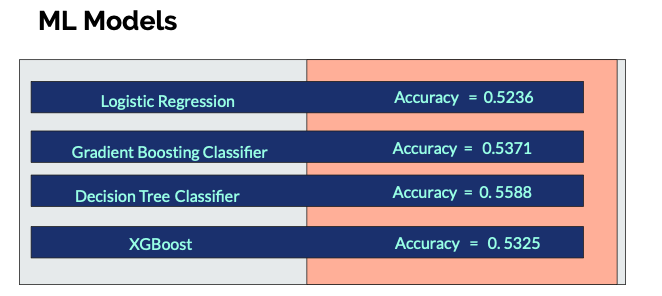 ML Models
Logistic Regression Accuracy = 0.5236
Gradient Boosting Classifier Accuracy = 0.5371
Decision Tree Classifier Accuracy = 0.5588
XGBoost Accuracy = 0.5325